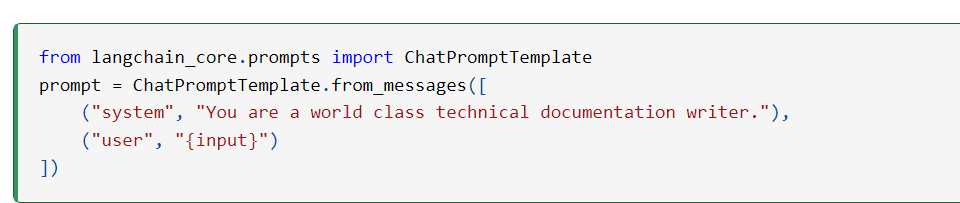 from langchain_core.prompts import ChatPromptTemplate
prompt = ChatPromptTemplate.from_messages([
    ("system", "You are a world class technical documentation writer."),
    ("user", "{input}")
])